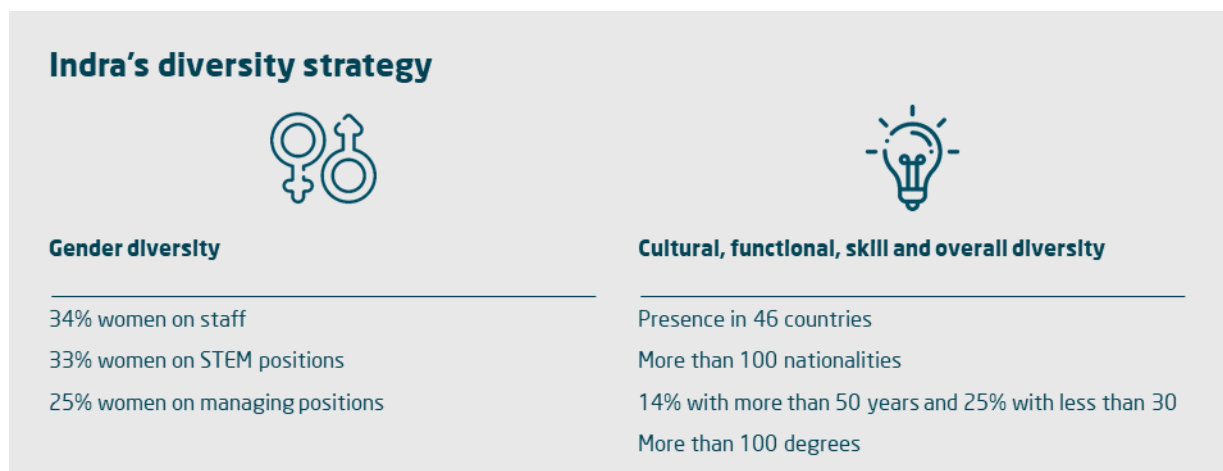 Indra's diversity strategy
Gender diversity
34% women on staff
33% women on STEM positions
25% women on managing positions
Cultural, functional, skill and overall diversity
Presence in 46 countries
More than 100 nationalities
14% with more than 50 years and 25% with less than 30
More than 100 degrees